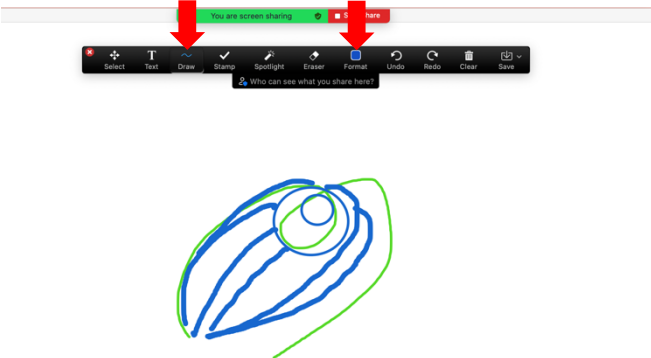 You are screen sharing
Select Text Draw Stamp Spotlight Eraser Format Undo Redo Clear Save
Who can see what you share here?